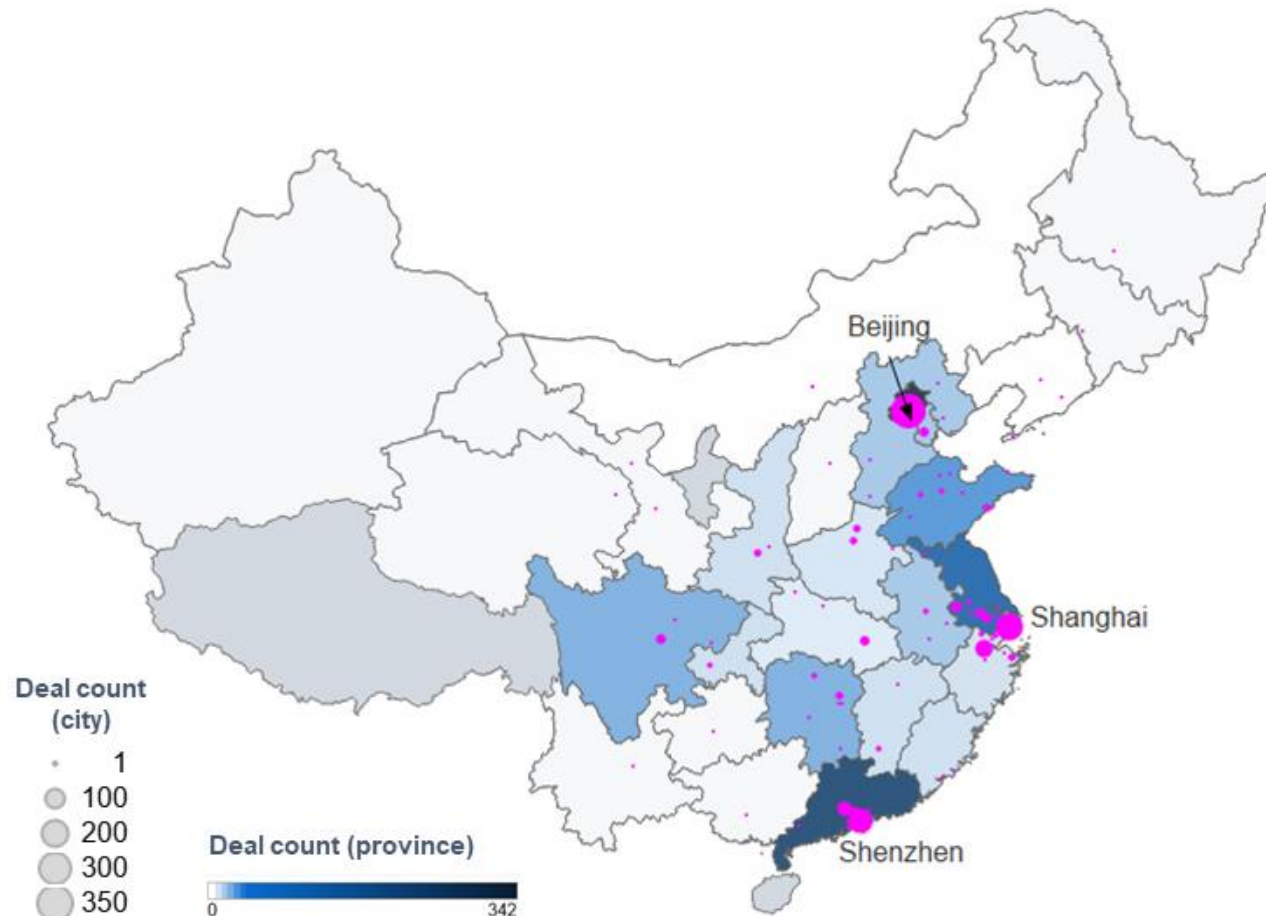 Beijing
Shanghai
Shenzhen
Deal count
(city)
1
100
200
300
350
Deal count (province)
0
342